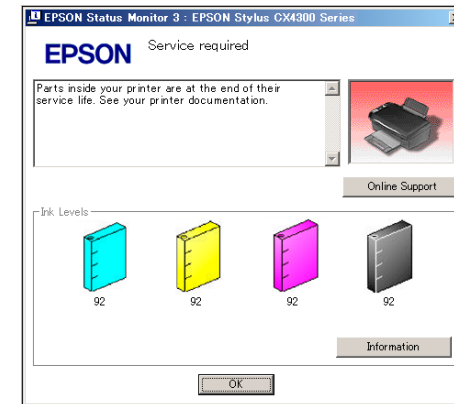 EPSON Status Monitor 3 : EPSON Stylus CX4300 Series
EPSON
Service required
Parts inside your printer are at the end of their
service life. See your printer documentation.
Online Support
Ink Levels
92
92
92
92
Information
OK